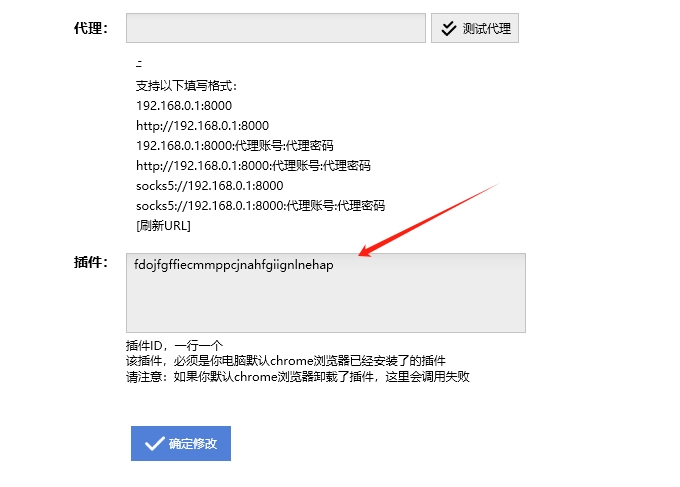 代理： 测试代理
-
支持以下填写格式：
192.168.0.1:8000
http://192.168.0.1:8000
192.168.0.1:8000:代理账号:代理密码
http://192.168.0.1:8000:代理账号:代理密码
socks5://192.168.0.1:8000
socks5://192.168.0.1:8000:代理账号:代理密码
[刷新URL]
插件： fdojfgffiecmmppcjnahfgiignlnehap
插件ID，一行一个
该插件，必须是你电脑默认chrome浏览器已经安装了的插件
请注意：如果你默认chrome浏览器卸载了插件，这里会调用失败
确定修改